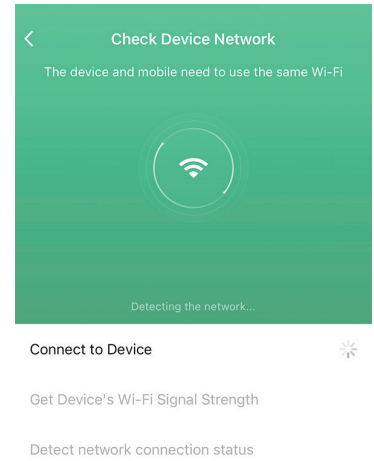 Check Device Network
The device and mobile need to use the same Wi-Fi
Detecting the network...
Connect to Device
Get Device's Wi-Fi Signal Strength
Detect network connection status